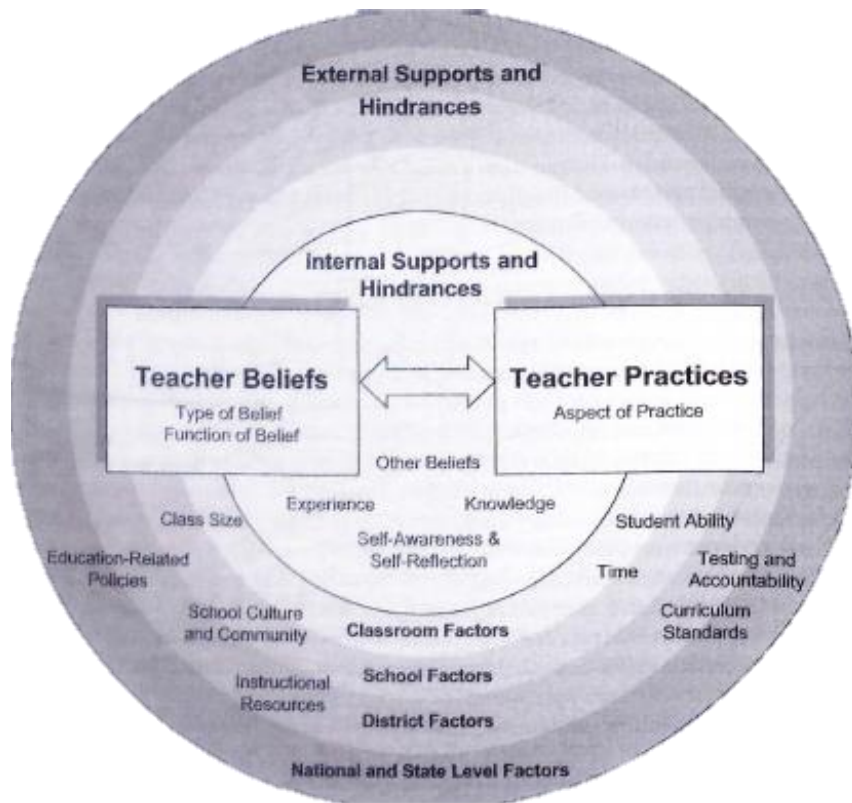 External Supports and
Hindrances
Internal Supports and
Hindrances
Teacher Beliefs
Type of Belief
Function of Belief
Teacher Practices
Aspect of Practice
Other Beliefs
Experience
Knowledge
Self-Awareness &
Self-Reflection
Class Size
Student Ability
Education-Related
Policies
Time
Testing and
Accountability
School Culture
and Community
Curriculum
Standards
Classroom Factors
Instructional
Resources
School Factors
District Factors
National and State Level Factors